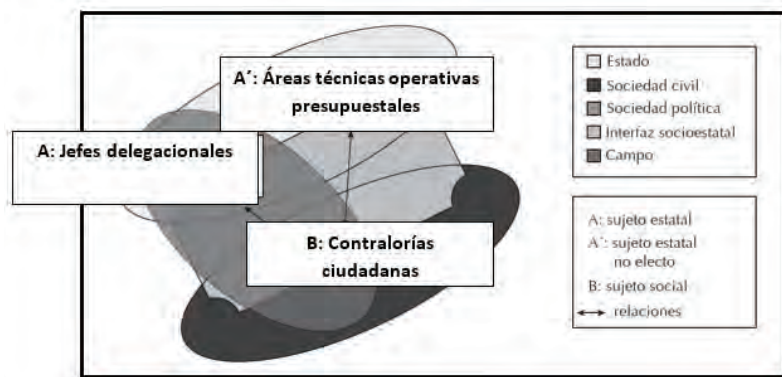 A´: Áreas técnicas operativas
presupuestales
A: Jefes delegacionales
B: Contralorías
ciudadanas
Estado
Sociedad civil
Sociedad política
Interfaz socioestatal
Campo
A: sujeto estatal
A´: sujeto estatal
no electo
B: sujeto social
relaciones